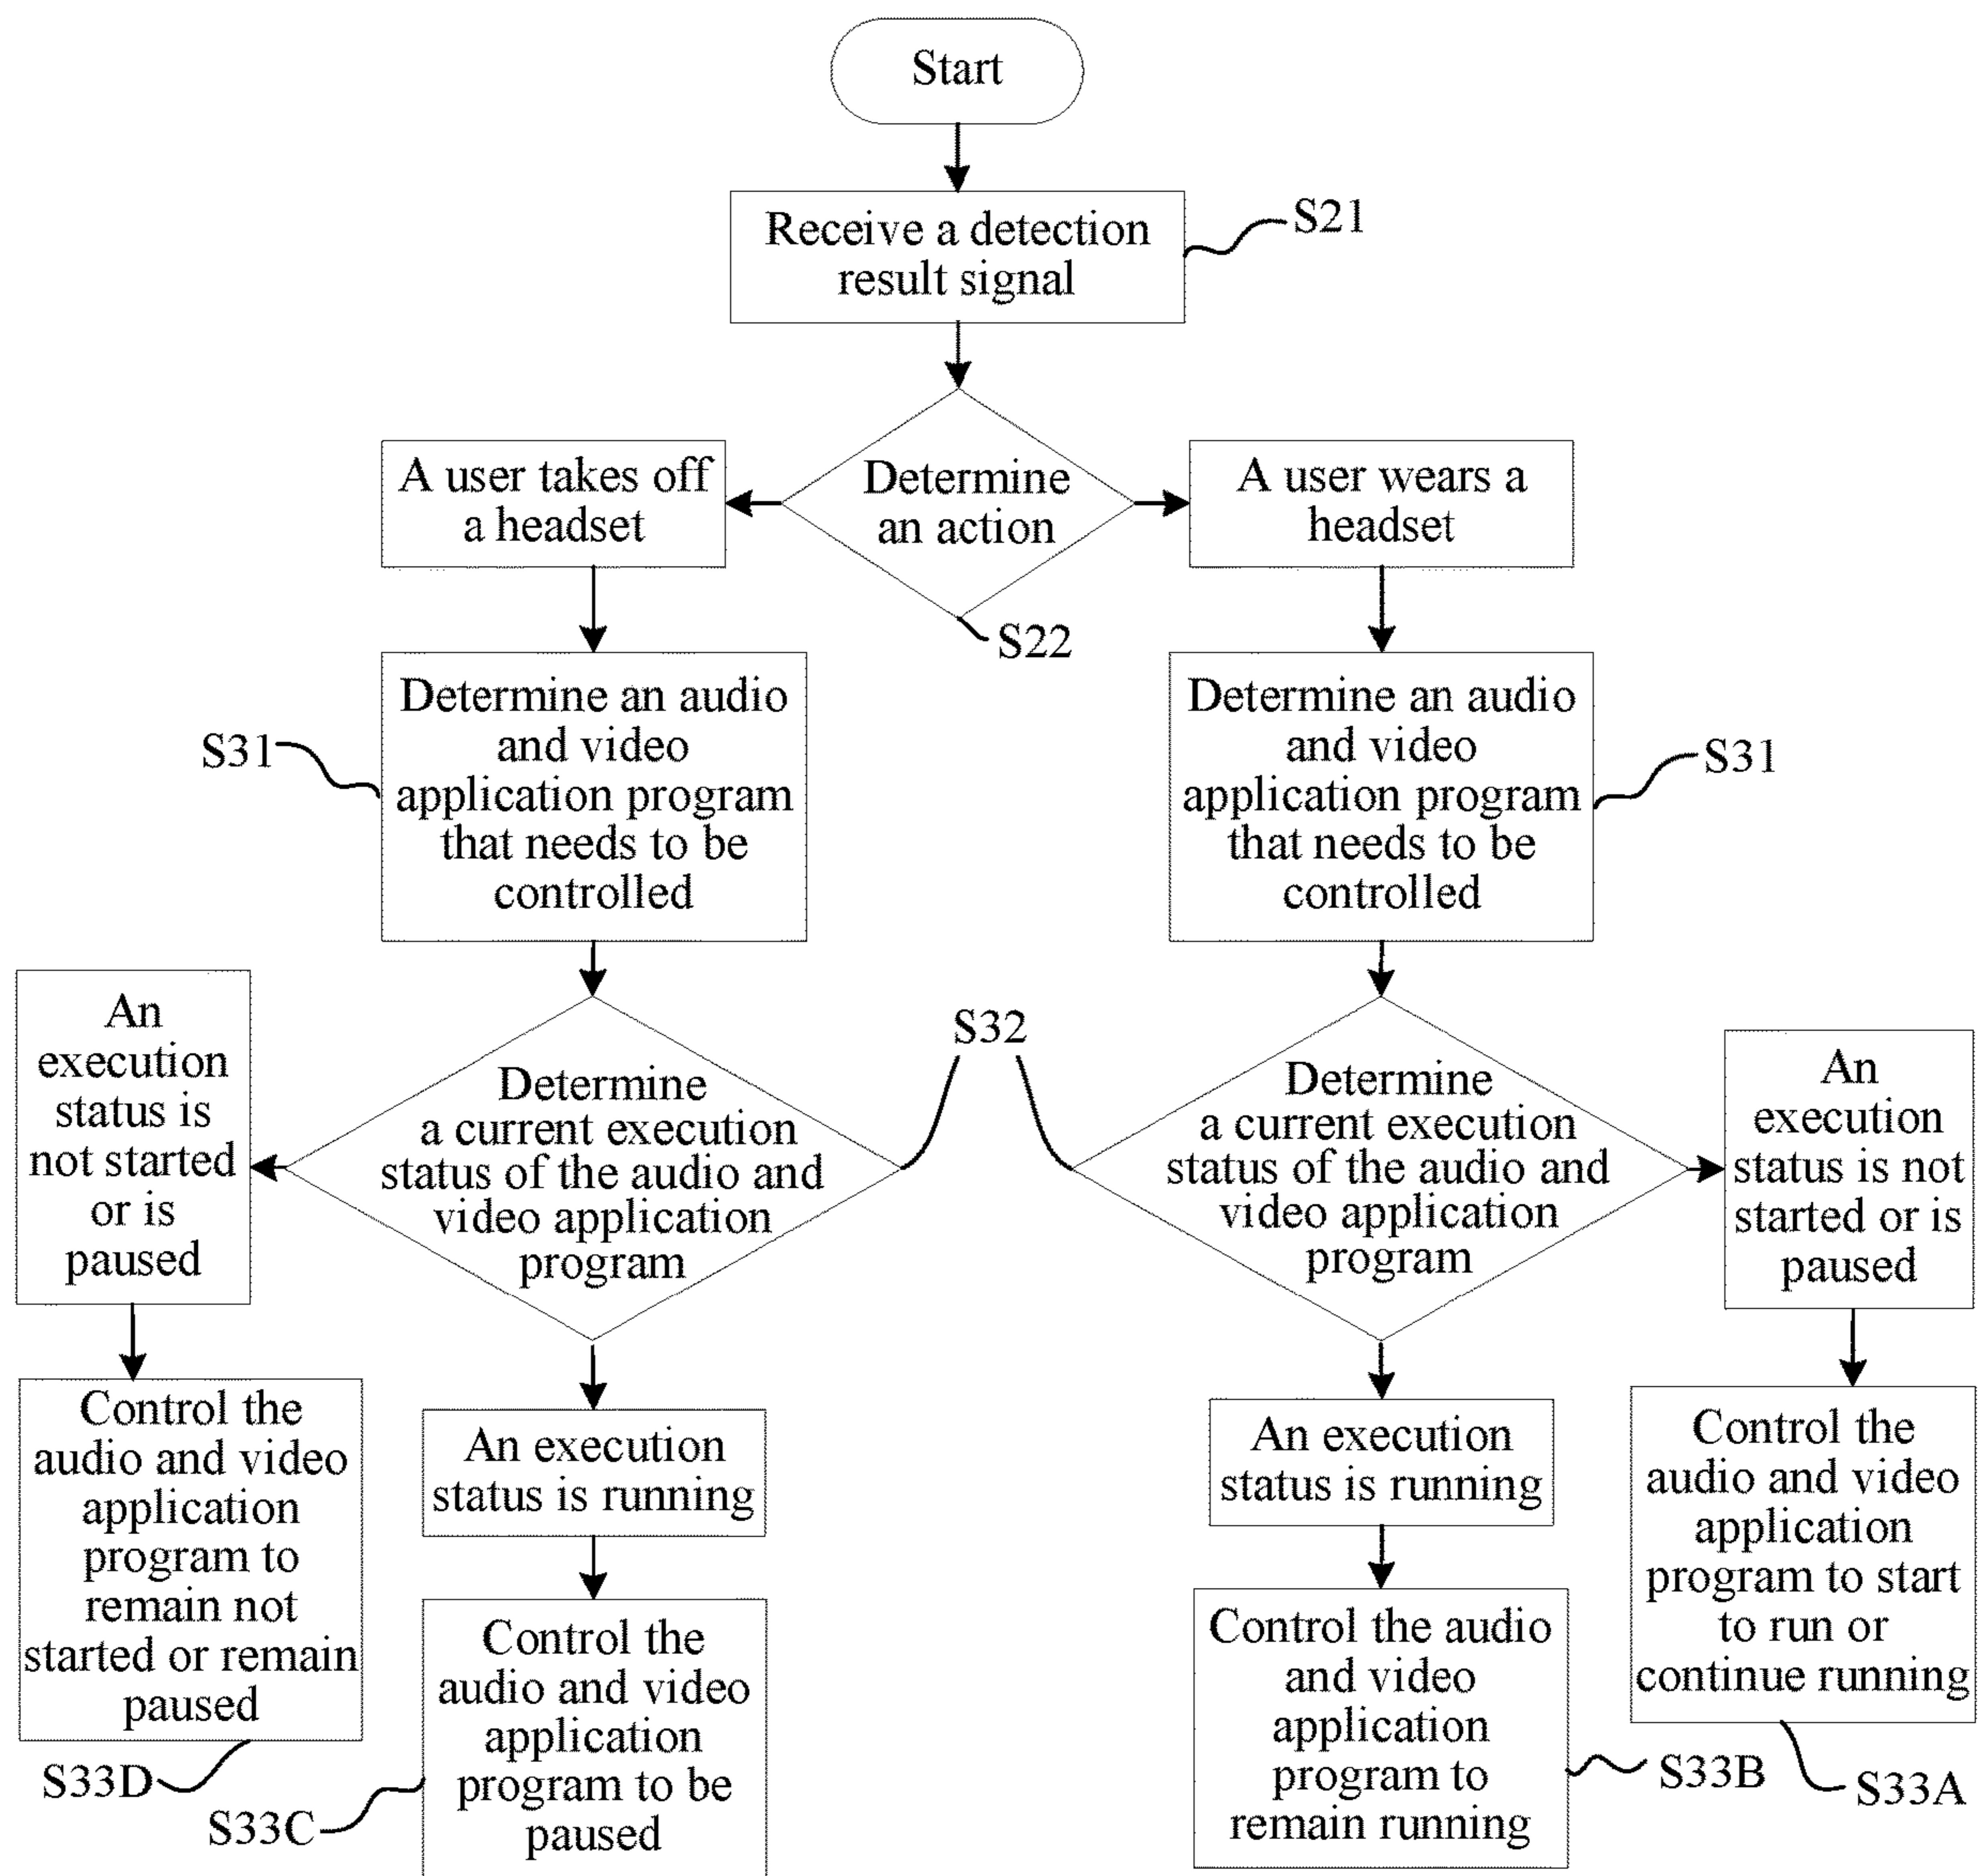 Start
Receive a detection
result signal
S21
A user takes off
a headset
Determine
an action
A user wears a
headset
S22
Determine an audio
and video
application program
that needs to be
controlled
S31
Determine an audio
and video
application program
that needs to be
controlled
S31
An
execution
status is
not started
or is
paused
Determine
a current execution
status of the audio and
video application
program
S32
Determine
a current execution
status of the audio and
video application
program
An
execution
status is not
started or is
paused
Control the
audio and video
application
program to
remain not
started or remain
paused
S33D
An execution
status is running
Control the
audio and video
application
program to be
paused
S33C
An execution
status is running
Control the audio
and video
application
program to
remain running
S33B
Control the
audio and video
application
program to start
to run or
continue running
S33A